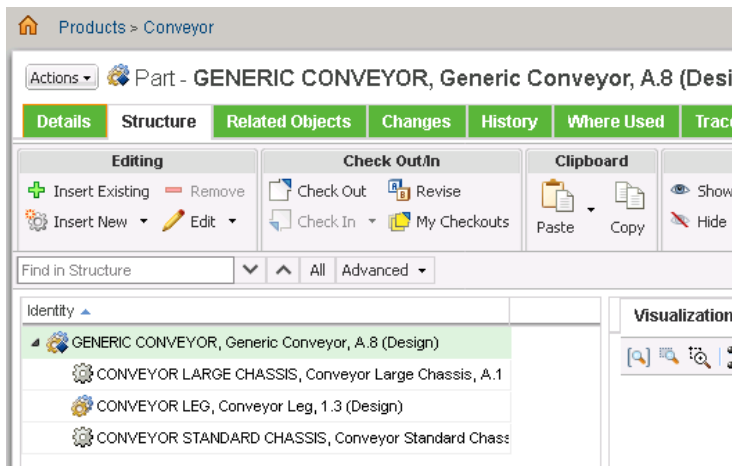 Products > Conveyor
Actions Part - GENERIC CONVEYOR, Generic Conveyor, A.8 (Desi
Details Structure Related Objects Changes History Where Used Trac
Editing Check Out/In Clipboard
Insert Existing Remove Check Out Revise Paste Copy Show
Insert New Edit Check In My Checkouts Hide
Find in Structure All Advanced
Identity Visualization
GENERIC CONVEYOR, Generic Conveyor, A.8 (Design)
CONVEYOR LARGE CHASSIS, Conveyor Large Chassis, A.1
CONVEYOR LEG, Conveyor Leg, 1.3 (Design)
CONVEYOR STANDARD CHASSIS, Conveyor Standard Chass